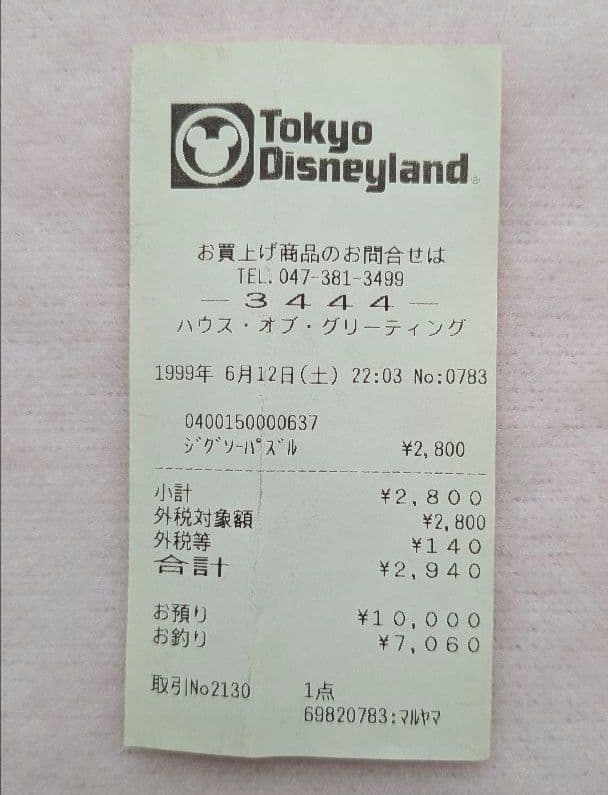 Tokyo
Disneyland®
お買上げ商品のお問合せは
TEL. 047-381-3499
― 3444 ―
ハウス・オブ・グリーティング
1999年 6月12日(土) 22:03 No:0783
0400150000637
ｼﾞｸﾞｿｰﾊﾟｽﾞﾙ ¥2,800
小計 ¥2,800
外税対象額 ¥2,800
外税等 ¥140
合計 ¥2,940
お預り ¥10,000
お釣り ¥7,060
取引No2130 1点
69820783:ﾏﾙﾔﾏ